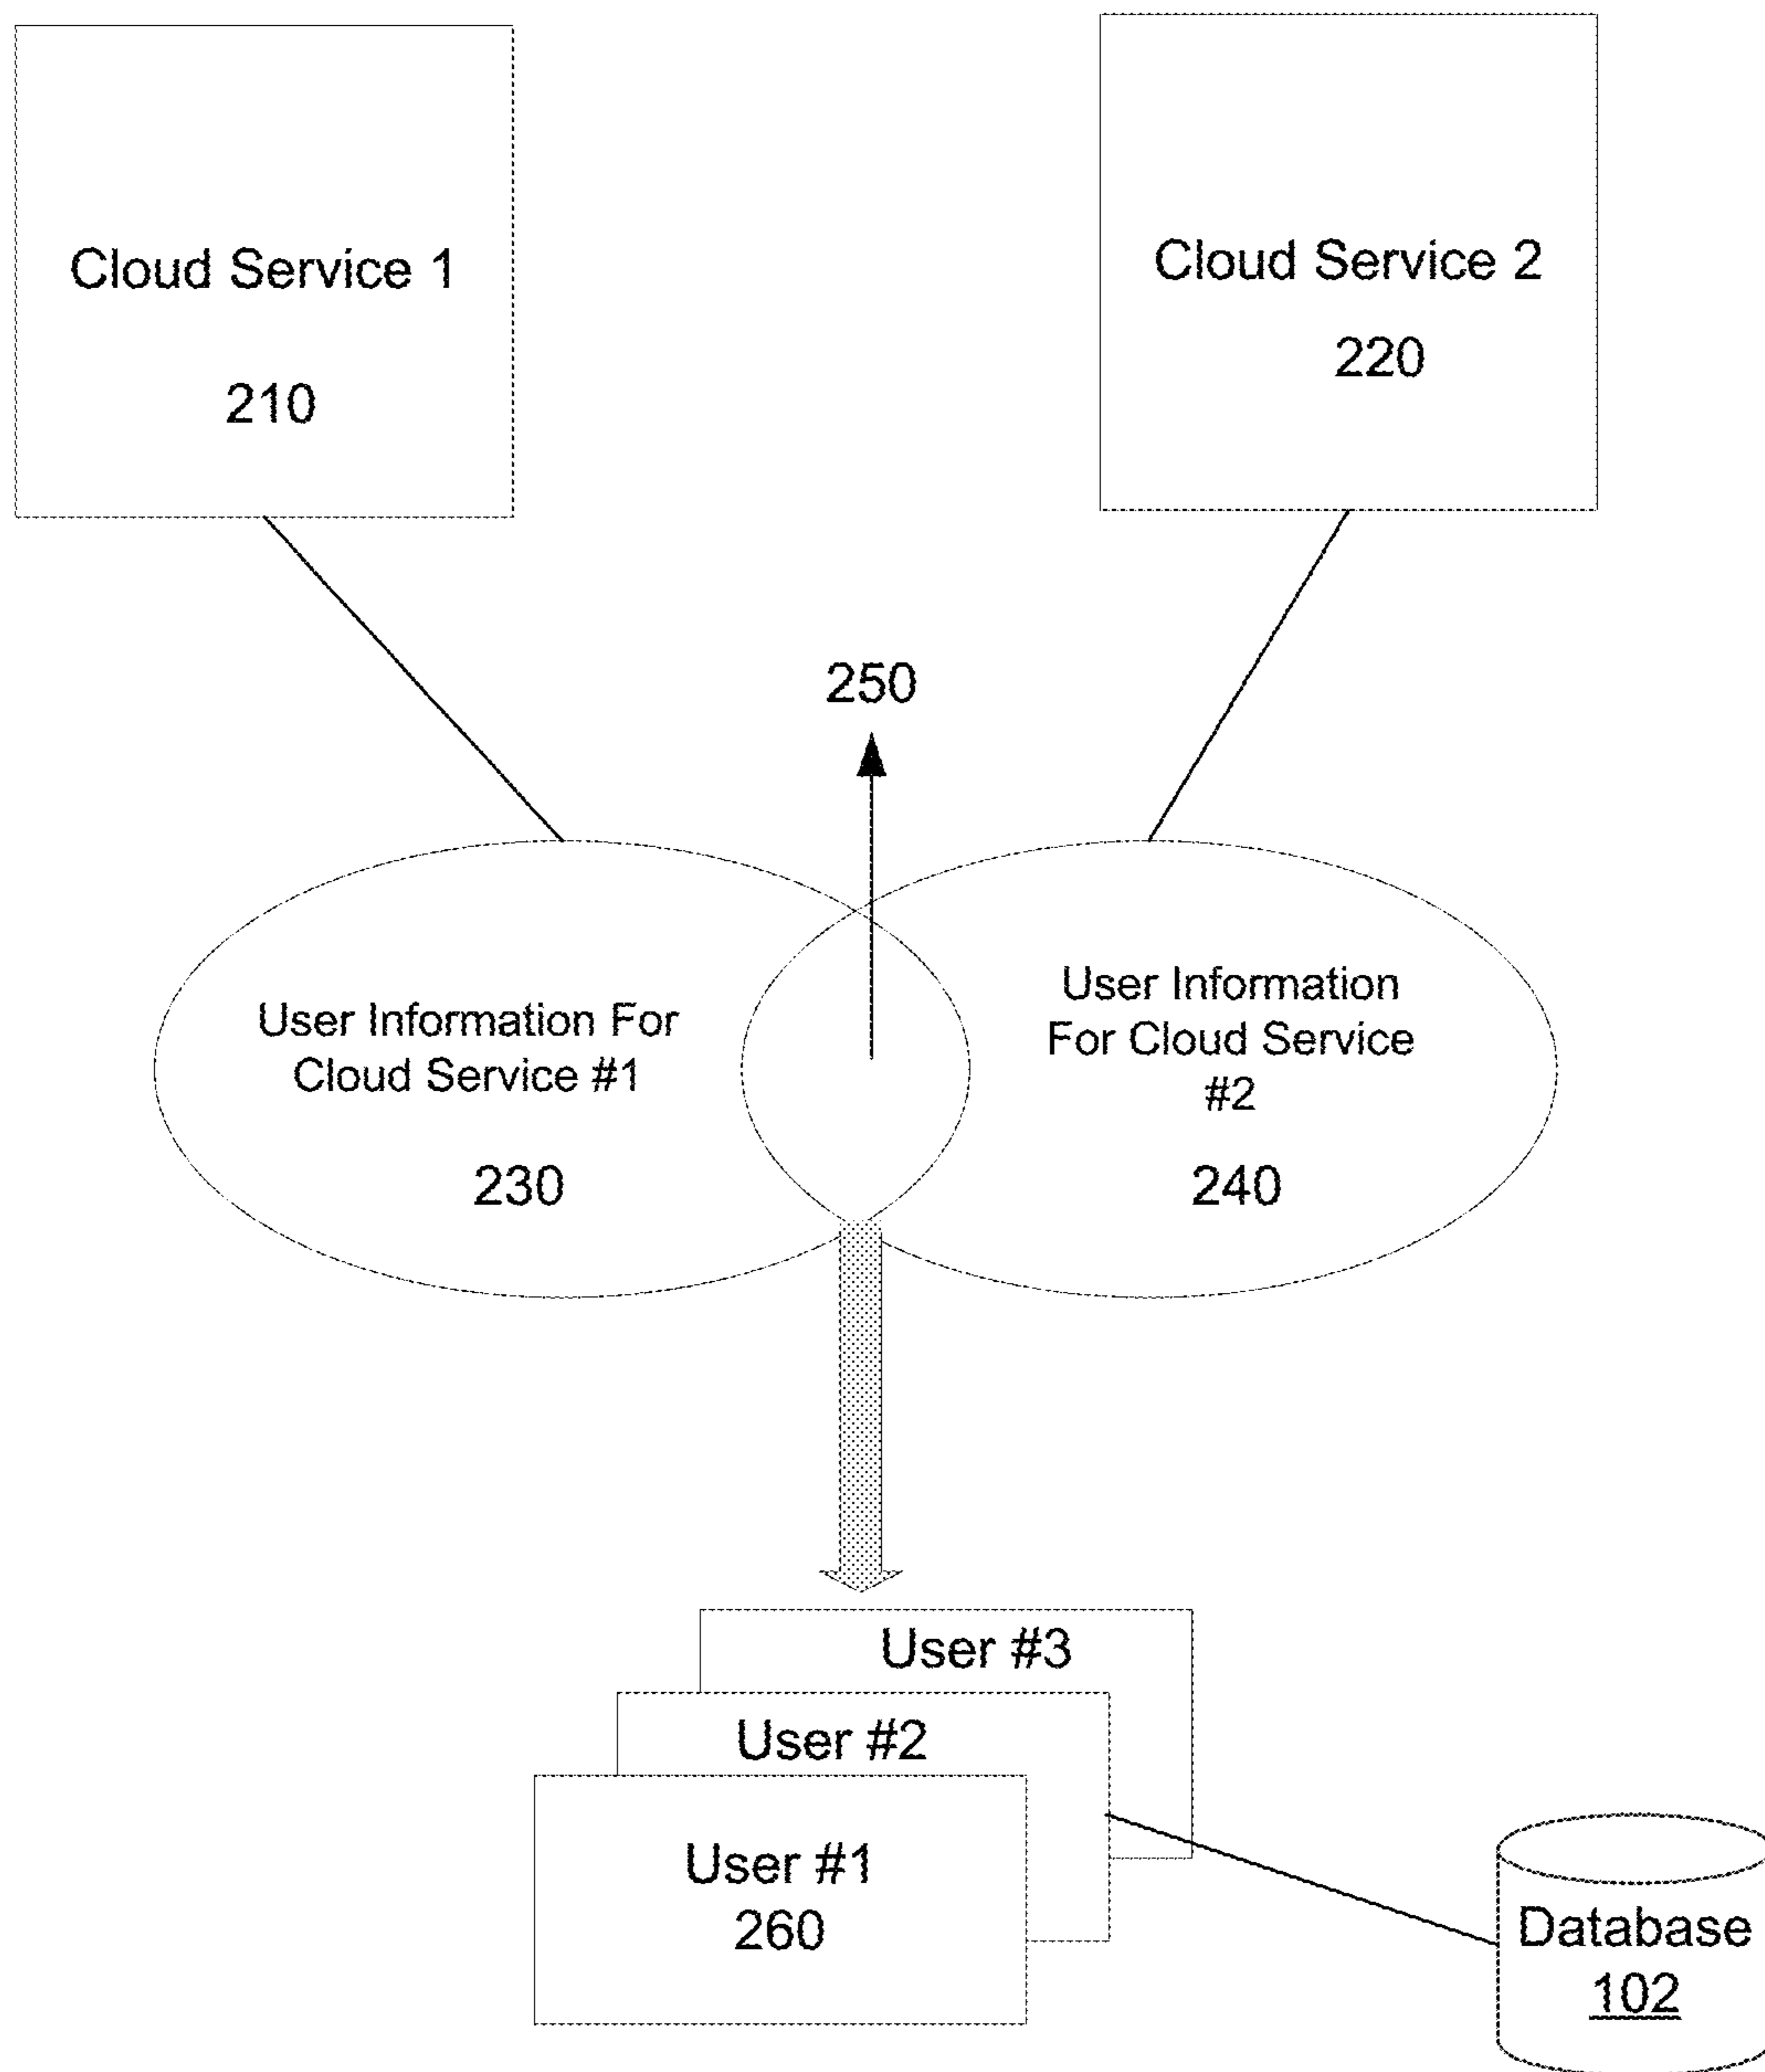 Cloud Service 1
210
Cloud Service 2
220
250
User Information For
Cloud Service #1
230
User Information
For Cloud Service
#2
240
User #3
User #2
User #1
260
Database
102